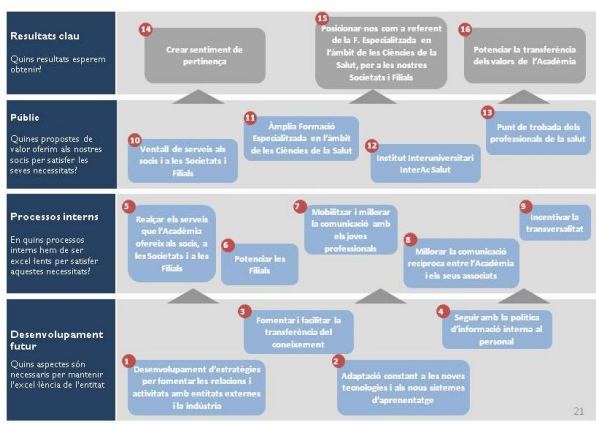 Resultats clau
Quins resultats esperem
obtenir?
14
Crear sentiment de
pertinença
15
Posicionar-nos com a referent
de la F. Especialitzada en
l'àmbit de les Ciències de la
Salut, per a les nostres
Societats i Filials
16
Potenciar la transferència
dels valors de l'Acadèmia
Públic
Quines propostes de
valor oferim als nostres
socis per satisfer les
seves necessitats?
10
Ventall de serveis als
socis i a les Societats i
Filials
11
Àmplia Formació
Especialitzada en l'àmbit
de les Ciències de la Salut
12
Institut Interuniversitari
InterAc Salut
13
Punt de trobada dels
professionals de la salut
Processos interns
En quins processos
interns hem de ser
excel·lents per satisfer
aquestes necessitats?
5
Realçar els serveis
que l'Acadèmia
ofereix als socis, a
les Societats i a les
Filials
6
Potenciar les
Filials
7
Mobilitzar i millorar
la comunicació amb
els joves
professionals
8
Millorar la comunicació
reciproca entre l'Acadèmia
i els seus associats
9
Incentivar la
transversalitat
Desenvolupament
futur
Quins aspectes són
necessaris per mantenir
l'excel·lència de l'entitat
1
Desenvolupament d'estratègies
per fomentar les relacions i
activitats amb entitats externes
i la indústria
2
Adaptació constant a les noves
tecnologies i als nous sistemes
d'aprenentatge
3
Fomentar i facilitar la
transferència del
coneixement
4
Seguir amb la política
d'informació interna al
personal
21